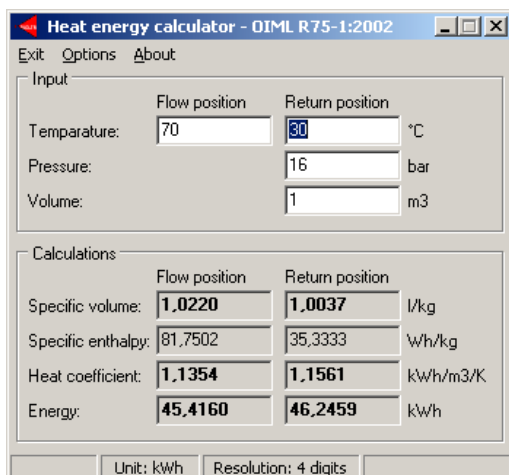 Heat energy calculator - OIML R75-1:2002
Exit Options About
Input
Flow position Return position
Temparature: 70 30 °C
Pressure: 16 bar
Volume: 1 m3
Calculations
Flow position Return position
Specific volume: 1,0220 1,0037 l/kg
Specific enthalpy: 81,7502 35,3333 Wh/kg
Heat coefficient: 1,1354 1,1561 kWh/m3/K
Energy: 45,4160 46,2459 kWh
Unit: kWh Resolution: 4 digits